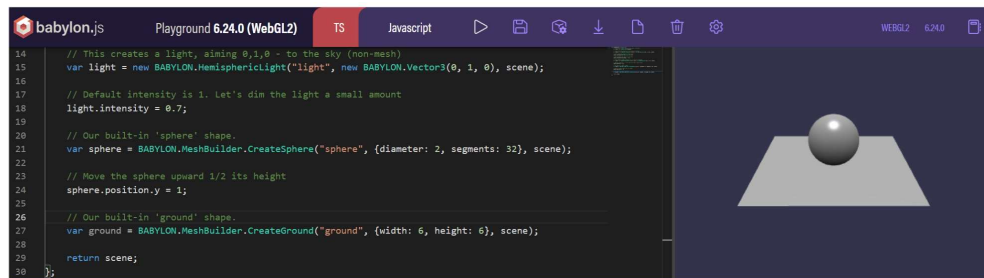 babylon.js Playground 6.24.0 (WebGL2) TS Javascript WEBGL2 6.24.0
14 // This creates a light, aiming 0,1,0 - to the sky (non-mesh)
15 var light = new BABYLON.HemisphericLight("light", new BABYLON.Vector3(0, 1, 0), scene);
16
17 // Default intensity is 1. Let's dim the light a small amount
18 light.intensity = 0.7;
19
20 // Our built-in 'sphere' shape.
21 var sphere = BABYLON.MeshBuilder.CreateSphere("sphere", {diameter: 2, segments: 32}, scene);
22
23 // Move the sphere upward 1/2 its height
24 sphere.position.y = 1;
25
26 // Our built-in 'ground' shape.
27 var ground = BABYLON.MeshBuilder.CreateGround("ground", {width: 6, height: 6}, scene);
28
29 return scene;
30 };